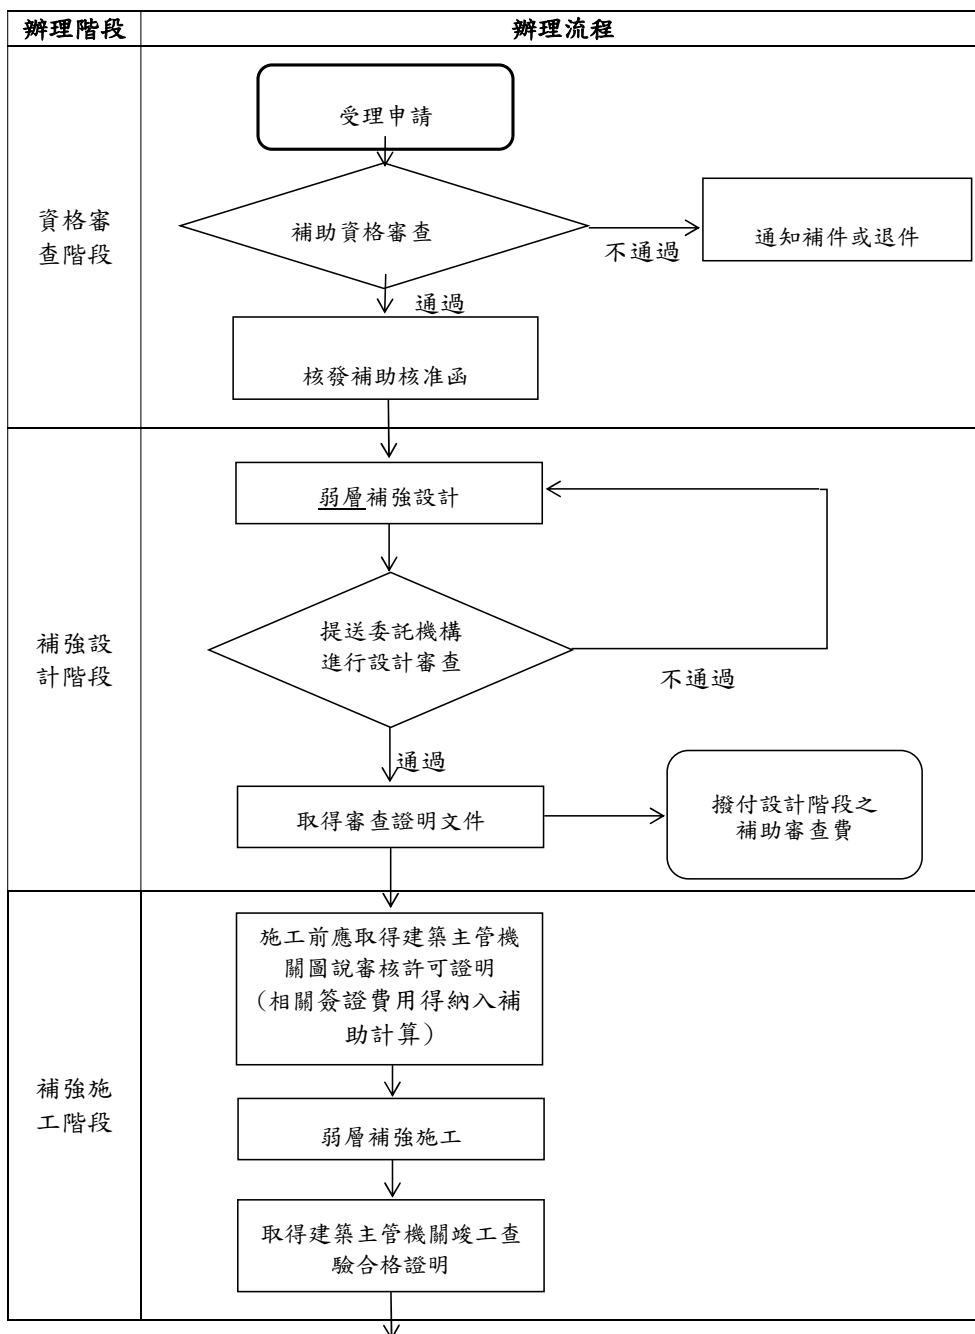 辦理階段
辦理流程
資格審
查階段
受理申請
補助資格審查
不通過
通知補件或退件
通過
核發補助核准函
補強設
計階段
弱層補強設計
提送委託機構
進行設計審查
不通過
通過
取得審查證明文件
撥付設計階段之
補助審查費
補強施
工階段
施工前應取得建築主管機
關圖說審核許可證明
(相關簽證費用得納入補
助計算)
弱層補強施工
取得建築主管機關竣工查
驗合格證明